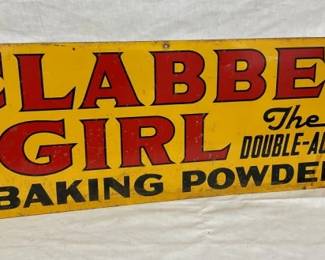 CLABBE
GIRL The
DOUBLE-AC
BAKING POWDE